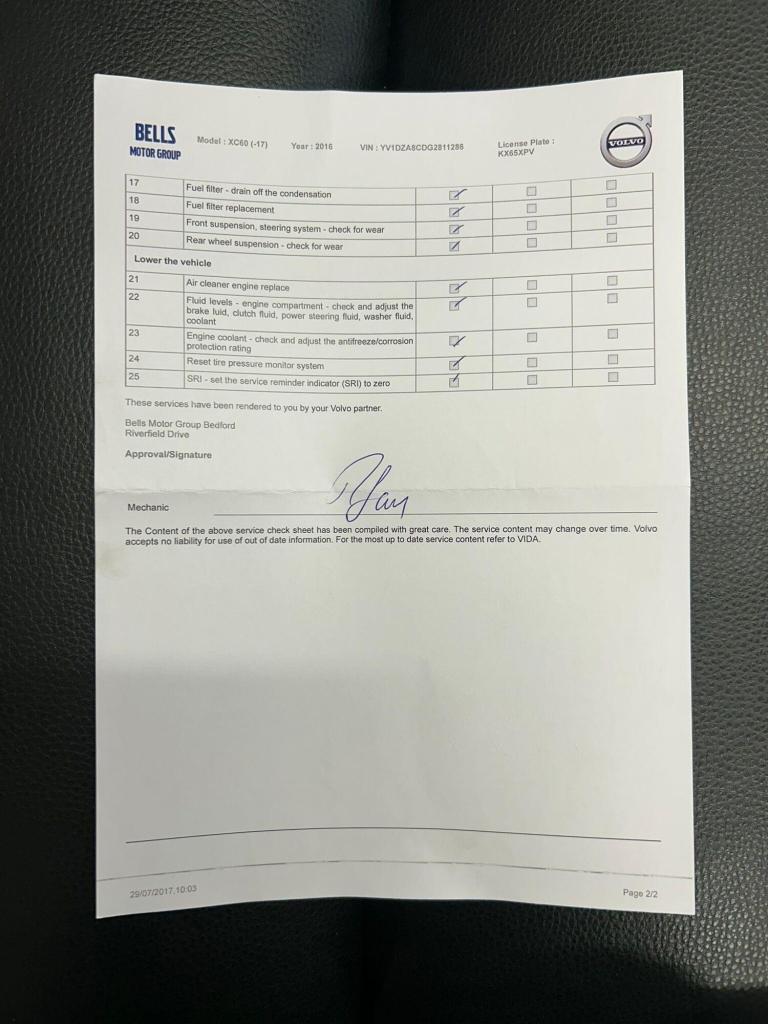 BELLS
MOTOR GROUP
Model : XC60 (-17) Year : 2016 VIN : YV1DZA8CDG2811286 License Plate :
KX65XPV
VOLVO
17 Fuel filter - drain off the condensation
18 Fuel filter replacement
19 Front suspension, steering system - check for wear
20 Rear wheel suspension - check for wear
Lower the vehicle
21 Air cleaner engine replace
22 Fluid levels - engine compartment - check and adjust the
brake luid, clutch fluid, power steering fluid, washer fluid,
coolant
23 Engine coolant - check and adjust the antifreeze/corrosion
protection rating
24 Reset tire pressure monitor system
25 SRI - set the service reminder indicator (SRI) to zero
These services have been rendered to you by your Volvo partner.
Bells Motor Group Bedford
Riverfield Drive
Approval/Signature
Mechanic
The Content of the above service check sheet has been compiled with great care. The service content may change over time. Volvo
accepts no liability for use of out of date information. For the most up to date service content refer to VIDA.
29/07/2017,10:03 Page 2/2